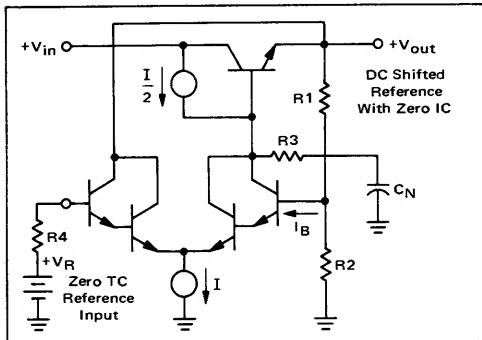 +Vin
+Vout
I/2
R1
DC Shifted
Reference
With Zero IC
R3
CN
IB
R4
+VR
Zero TC
Reference
Input
I
R2